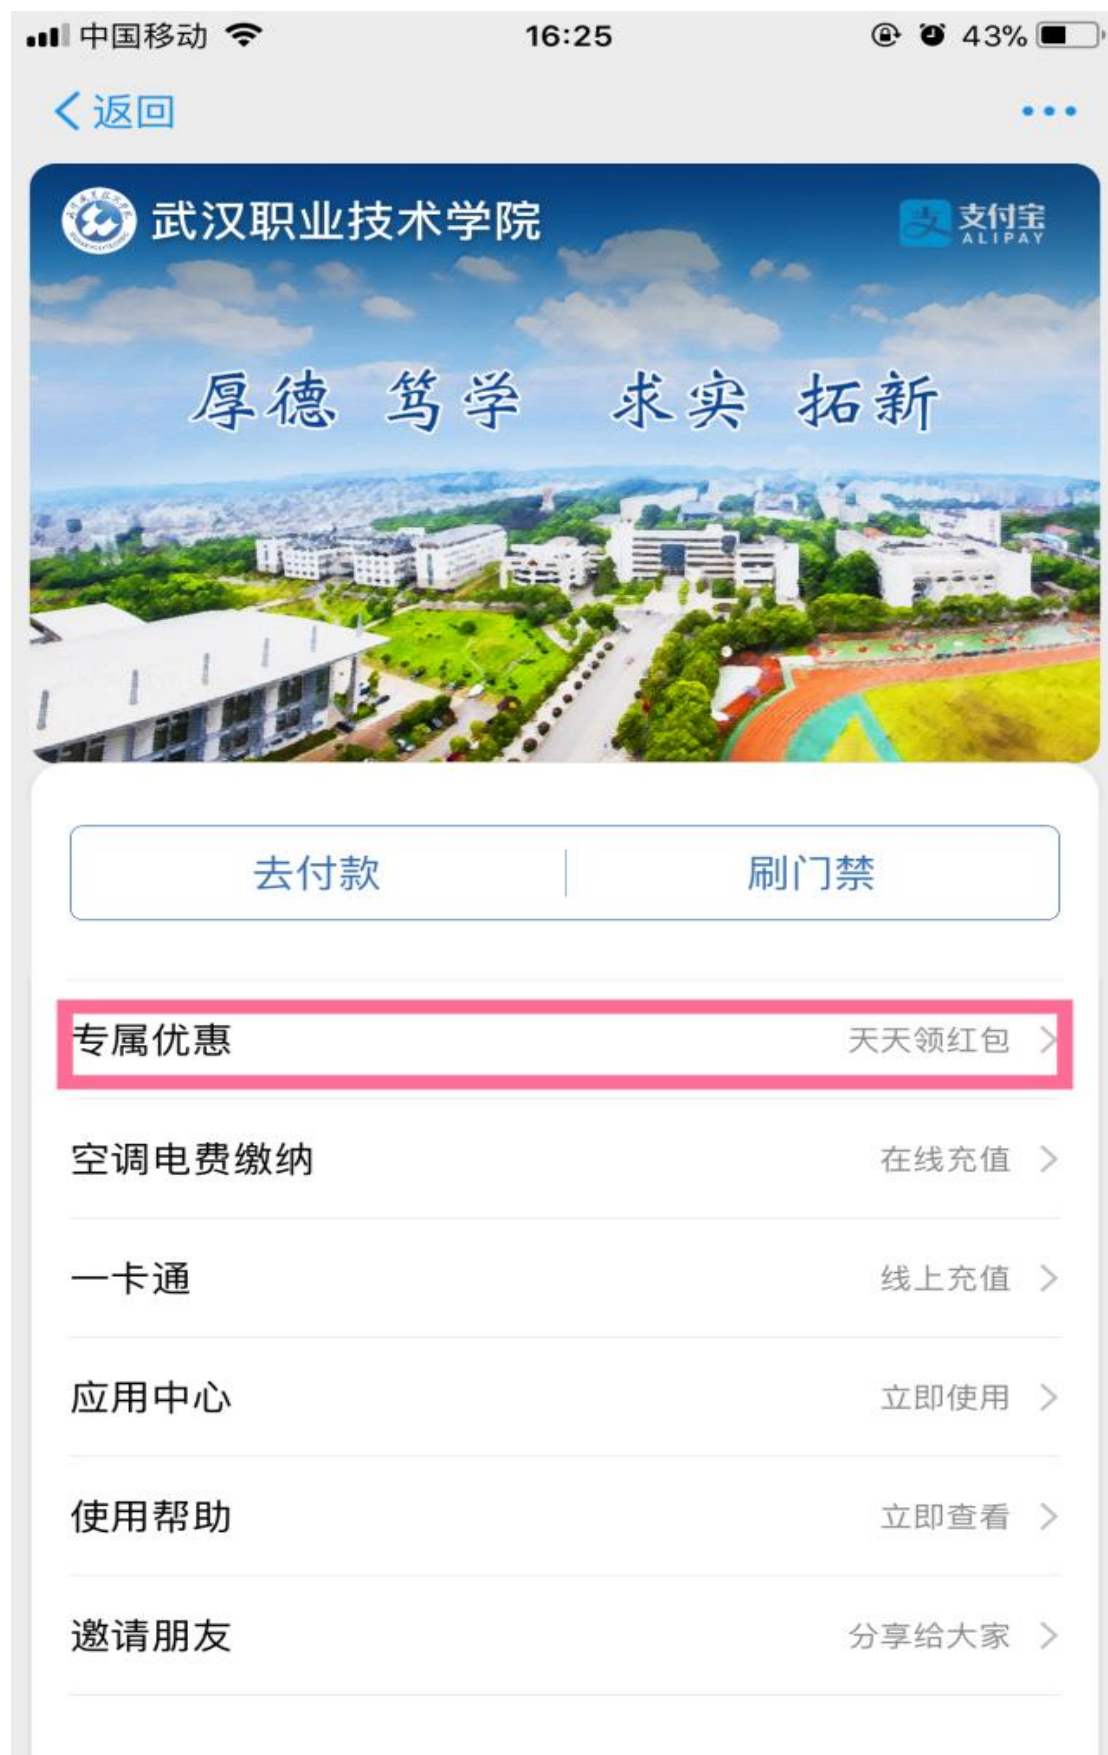 中国移动 16:25 43%
返回
武汉职业技术学院 支付宝
ALIPAY
厚德 笃学 求实 拓新
去付款 刷门禁
专属优惠 天天领红包
空调电费缴纳 在线充值
一卡通 线上充值
应用中心 立即使用
使用帮助 立即查看
邀请朋友 分享给大家